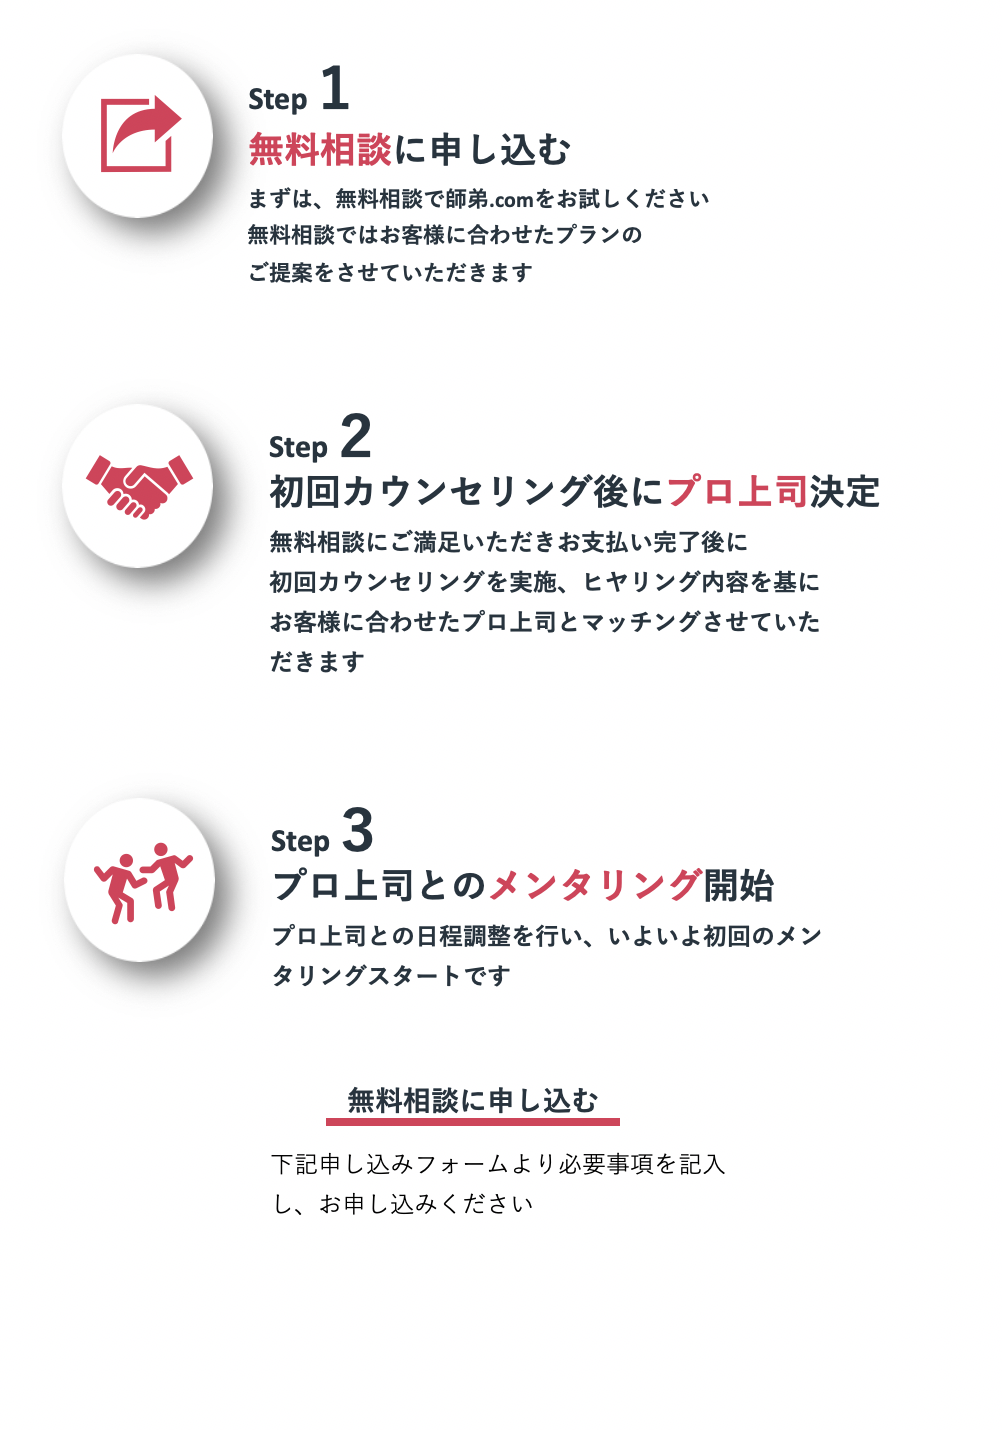 Step 1
無料相談に申し込む
まずは、無料相談で師弟.comをお試しください
無料相談ではお客様に合わせたプランの
ご提案をさせていただきます
Step 2
初回カウンセリング後にプロ上司決定
無料相談にご満足いただきお支払い完了後に
初回カウンセリングを実施、ヒヤリング内容を基に
お客様に合わせたプロ上司とマッチングさせていた
だきます
Step 3
プロ上司とのメンタリング開始
プロ上司との日程調整を行い、いよいよ初回のメン
タリングスタートです
無料相談に申し込む
下記申し込みフォームより必要事項を記入
し、お申し込みください